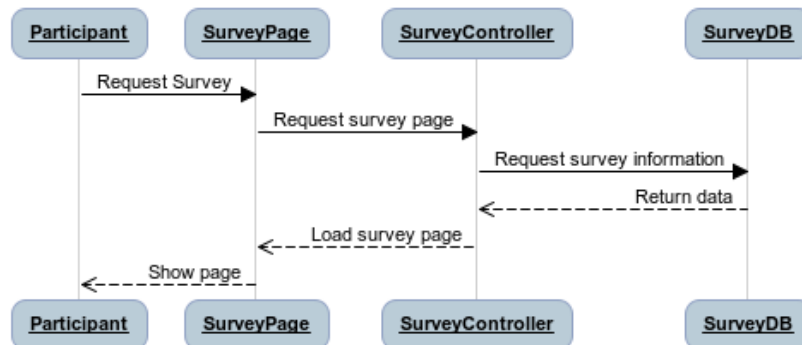 Participant
SurveyPage
SurveyController
SurveyDB
Request Survey
Request survey page
Request survey information
Return data
Load survey page
Show page
Participant
SurveyPage
SurveyController
SurveyDB